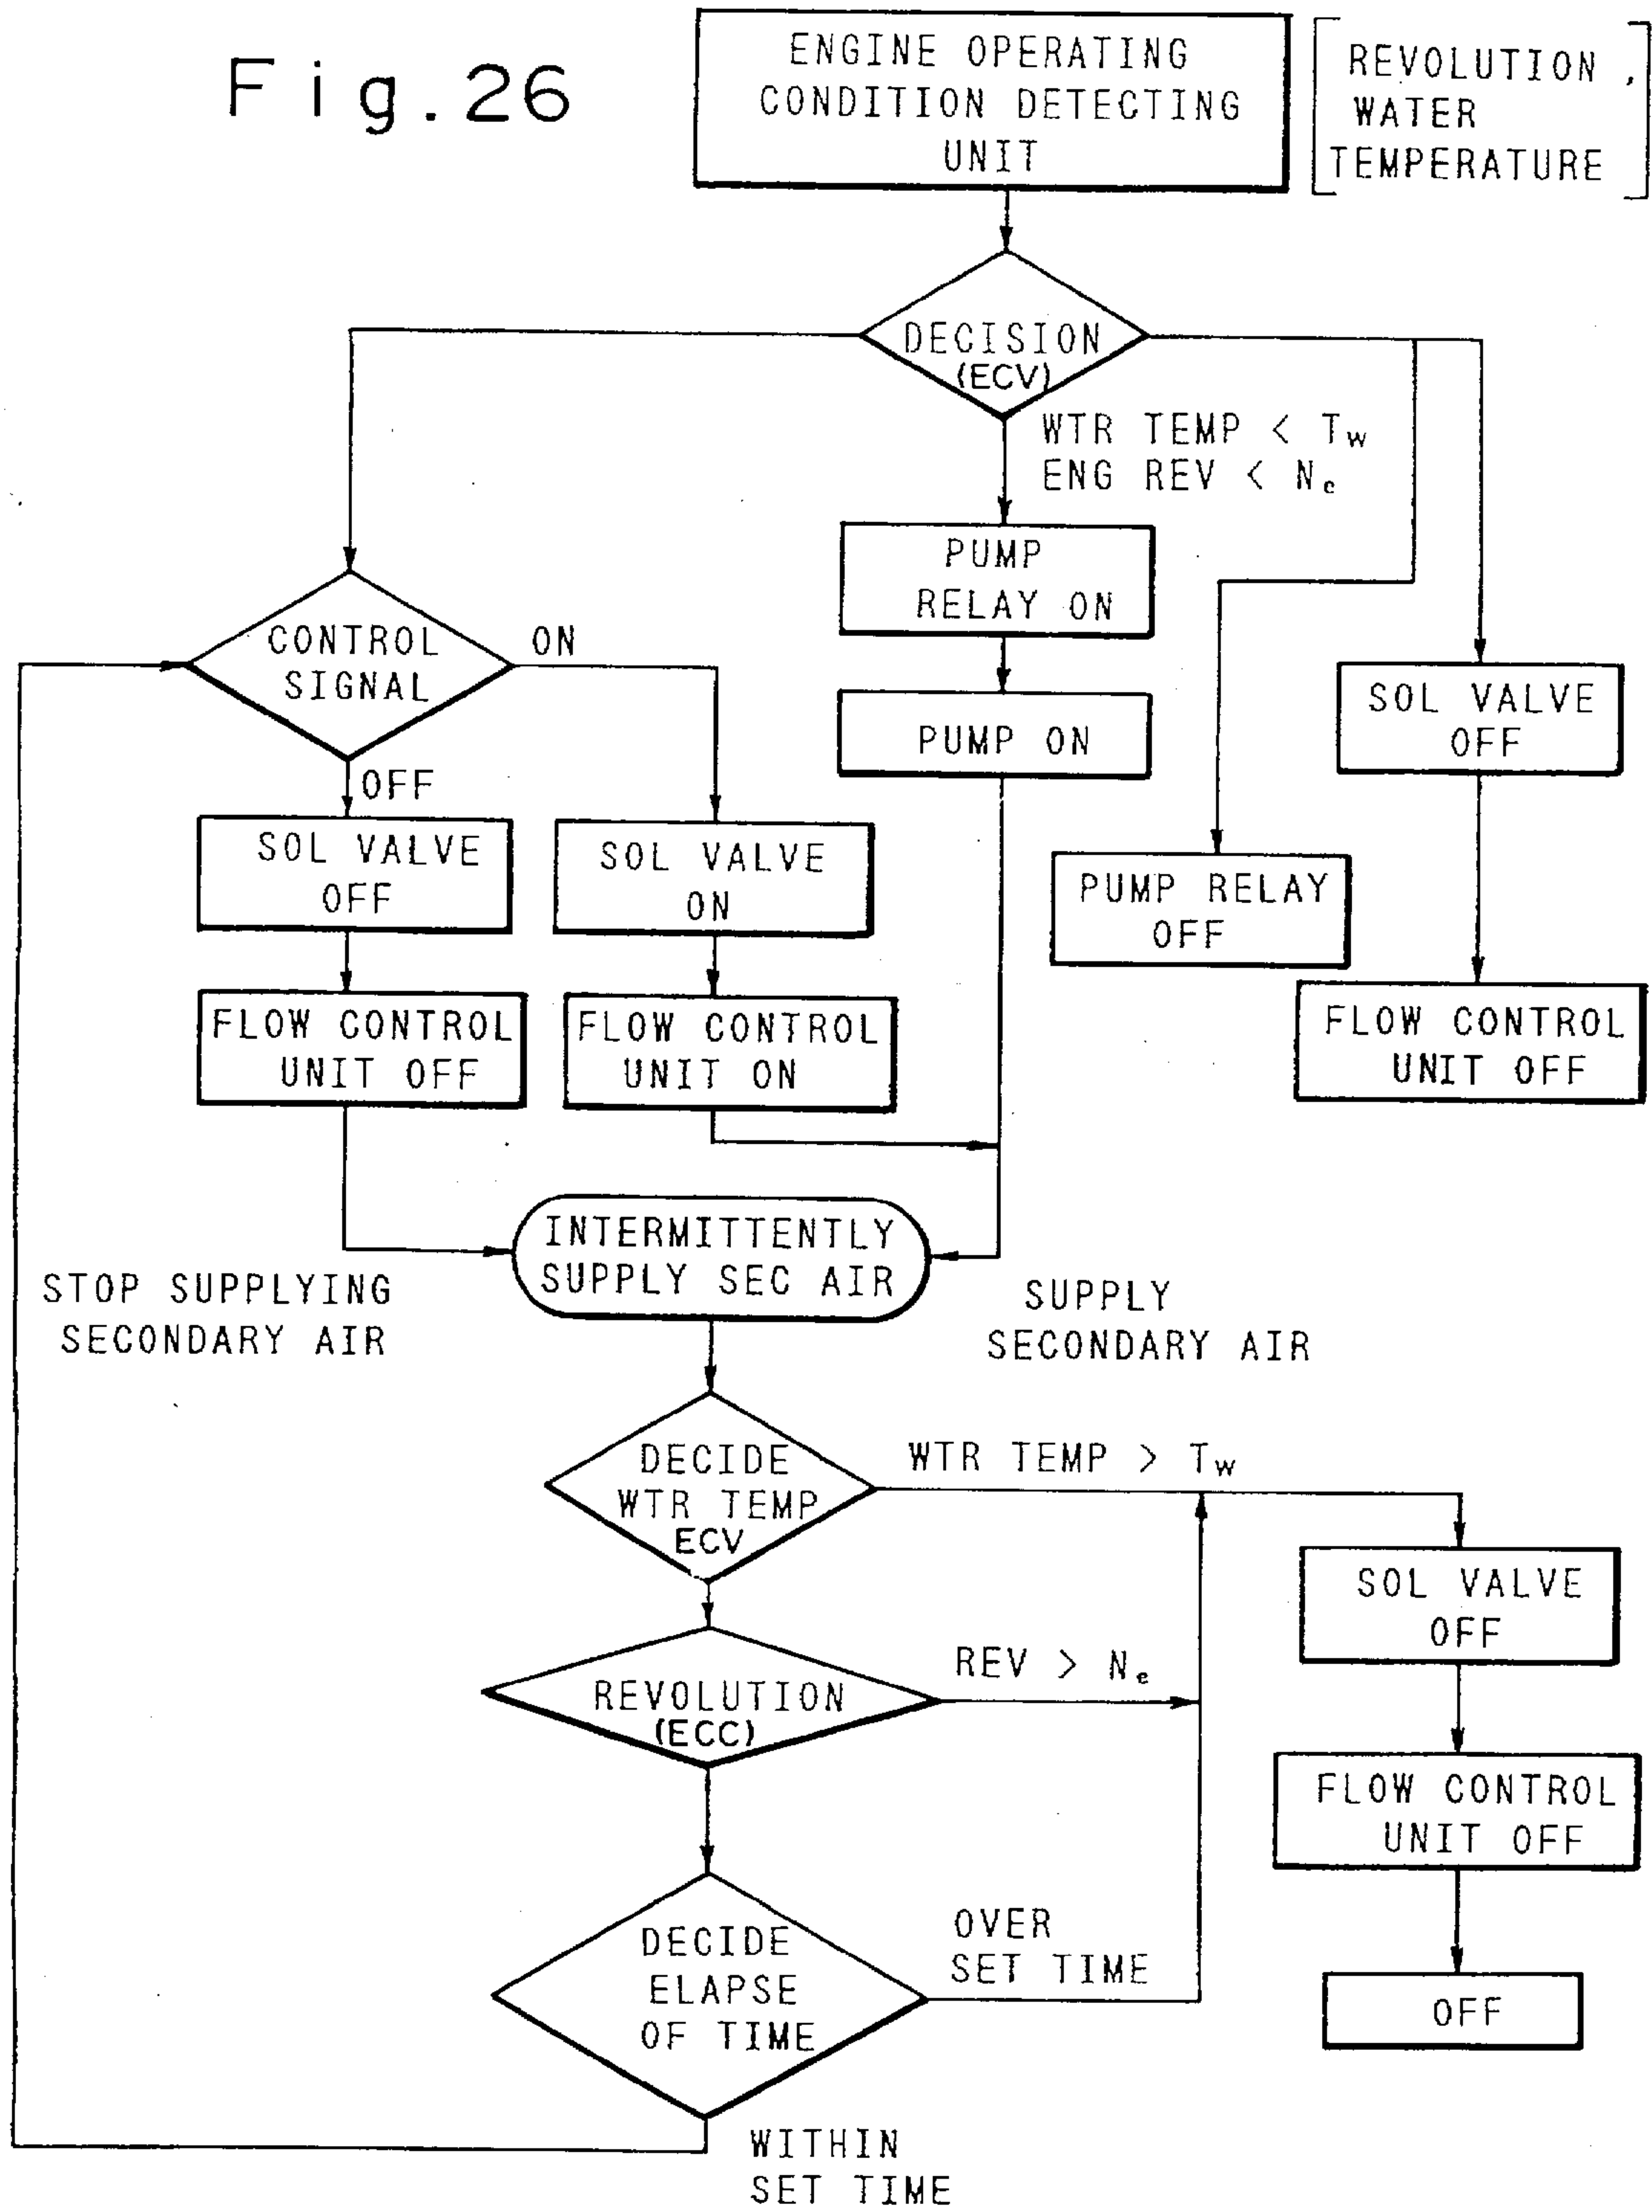 Fig. 26
ENGINE OPERATING
CONDITION DETECTING
UNIT
REVOLUTION,
WATER
TEMPERATURE
DECISION
(ECV)
WTR TEMP < Tw
ENG REV < Ne
PUMP
RELAY ON
PUMP ON
CONTROL
SIGNAL
ON
OFF
SOL VALVE
OFF
SOL VALVE
ON
FLOW CONTROL
UNIT OFF
FLOW CONTROL
UNIT ON
PUMP RELAY
OFF
SOL VALVE
OFF
FLOW CONTROL
UNIT OFF
INTERMITTENTLY
SUPPLY SEC AIR
STOP SUPPLYING
SECONDARY AIR
SUPPLY
SECONDARY AIR
DECIDE
WTR TEMP
ECV
WTR TEMP > Tw
REVOLUTION
(ECC)
REV > Ne
DECIDE
ELAPSE
OF TIME
OVER
SET TIME
WITHIN
SET TIME
SOL VALVE
OFF
FLOW CONTROL
UNIT OFF
OFF